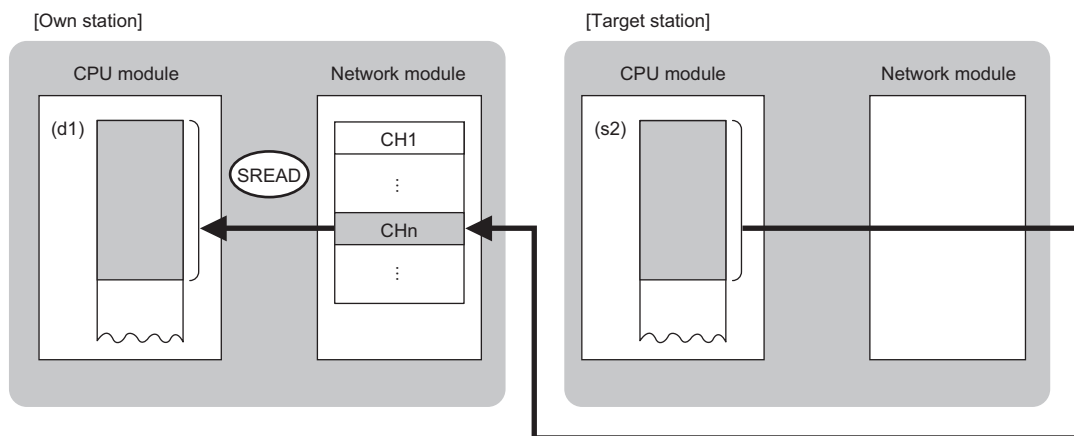 [Own station]
[Target station]
CPU module
Network module
CPU module
Network module
(d1)
CH1
(s2)
SREAD
⋮
CHn
⋮